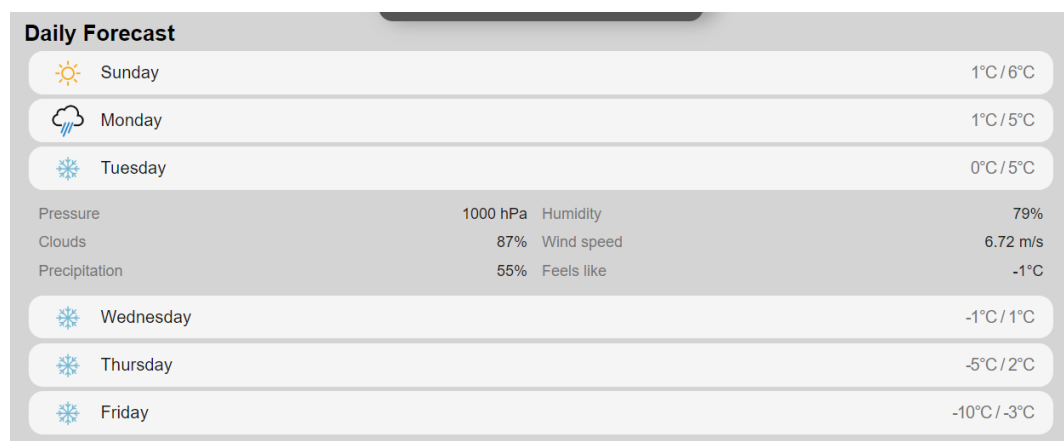 Daily Forecast
Sunday 1°C / 6°C
Monday 1°C / 5°C
Tuesday 0°C / 5°C
Pressure 1000 hPa Humidity 79%
Clouds 87% Wind speed 6.72 m/s
Precipitation 55% Feels like -1°C
Wednesday -1°C / 1°C
Thursday -5°C / 2°C
Friday -10°C / -3°C